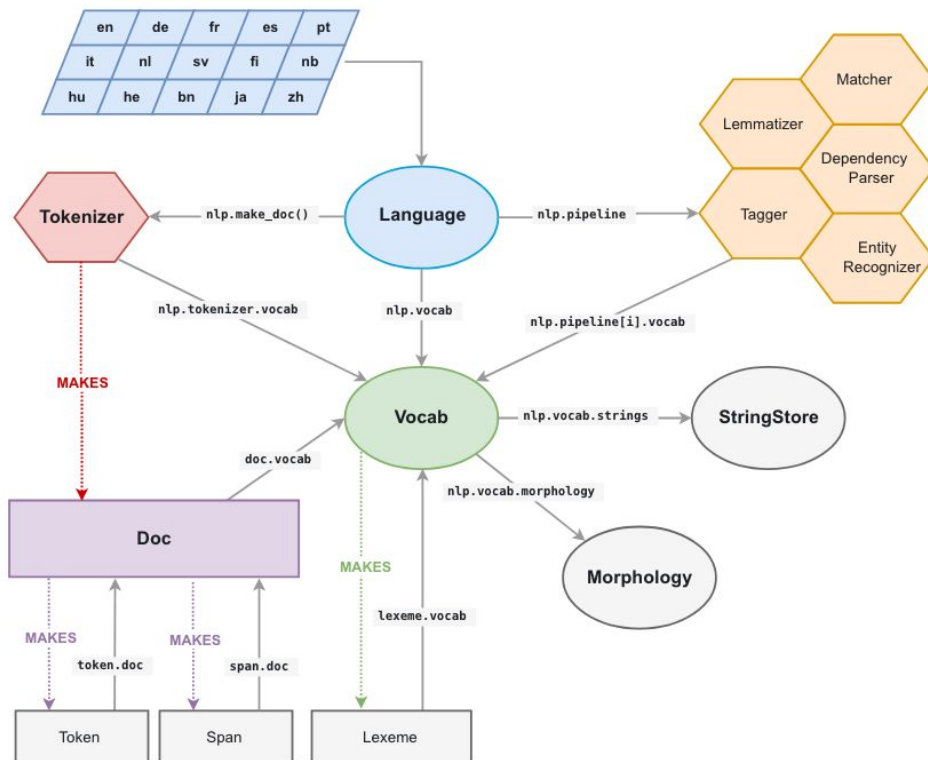 en de fr es pt
it nl sv fi nb
hu he bn ja zh
Matcher
Lemmatizer
Dependency
Parser
Tagger
Entity
Recognizer
Tokenizer
nlp.make_doc()
Language
nlp.pipeline
nlp.tokenizer.vocab
nlp.vocab
nlp.pipeline[i].vocab
MAKES
Vocab
nlp.vocab.strings
StringStore
doc.vocab
nlp.vocab.morphology
Doc
MAKES
Morphology
lexeme.vocab
MAKES
token.doc
MAKES
span.doc
Token
Span
Lexeme